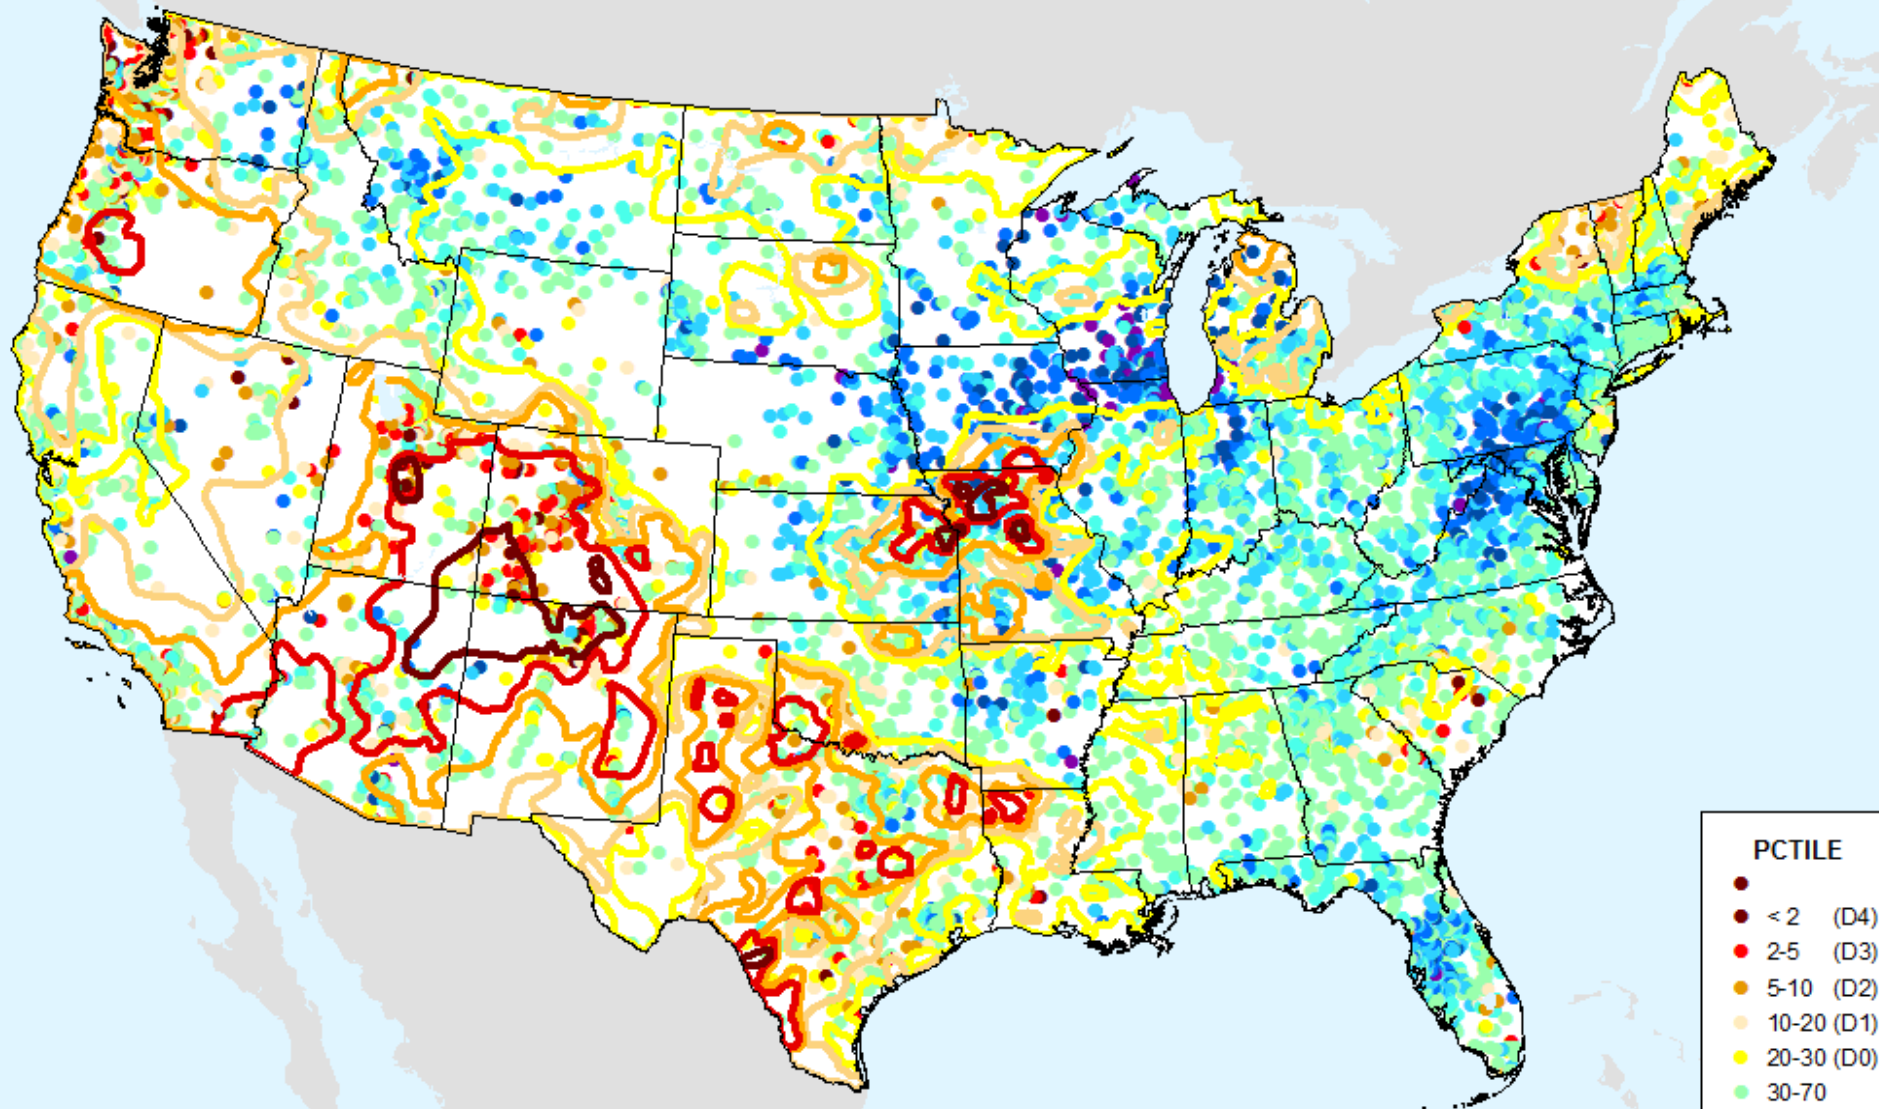 PCTILE
< 2 (D4)
2-5 (D3)
5-10 (D2)
10-20 (D1)
20-30 (D0)
30-70